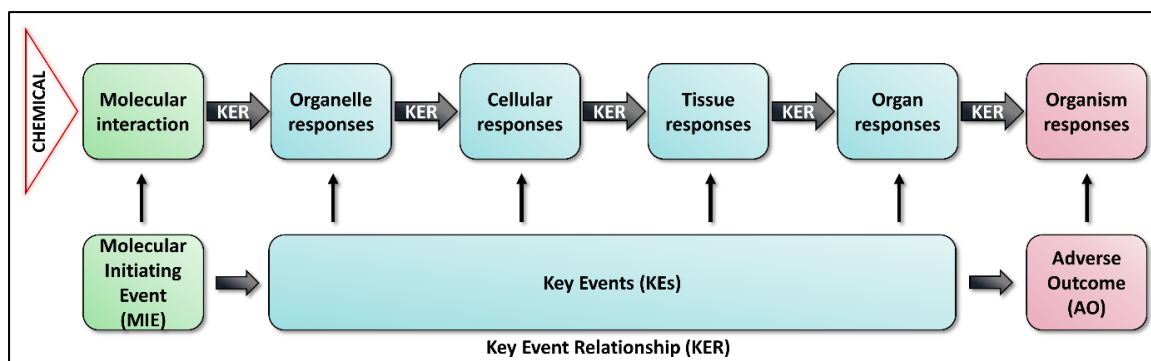 CHEMICAL
Molecular
interaction
KER
Organelle
responses
KER
Cellular
responses
KER
Tissue
responses
KER
Organ
responses
KER
Organism
responses
Molecular
Initiating
Event
(MIE)
Key Events (KEs)
Adverse
Outcome
(AO)
Key Event Relationship (KER)